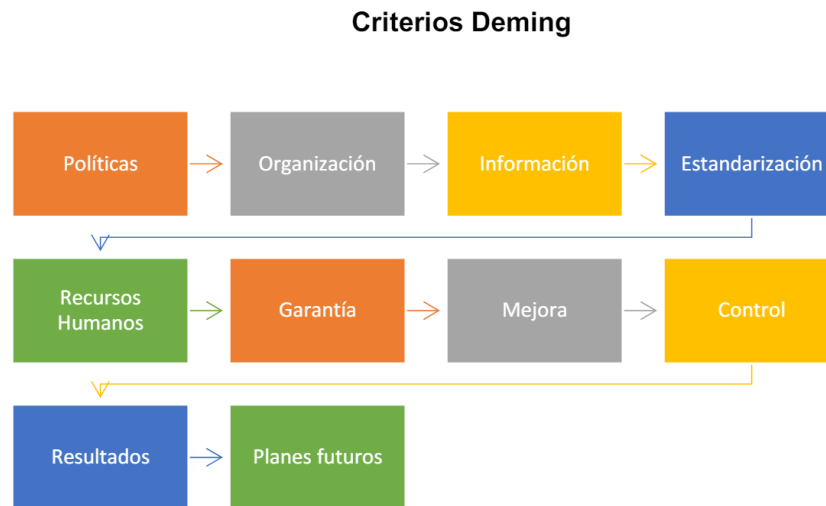 Criterios Deming
Políticas
Organización
Información
Estandarización
Recursos
Humanos
Garantía
Mejora
Control
Resultados
Planes futuros